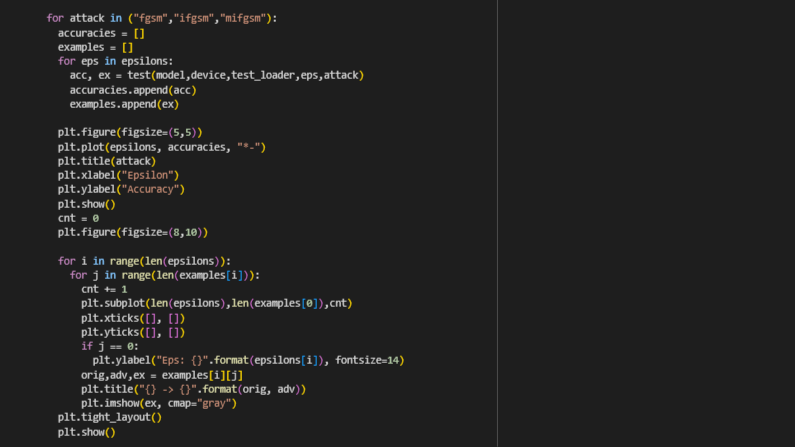 for attack in ("fgsm","ifgsm","mifgsm"):
  accuracies = []
  examples = []
  for eps in epsilons:
    acc, ex = test(model,device,test_loader,eps,attack)
    accuracies.append(acc)
    examples.append(ex)

  plt.figure(figsize=(5,5))
  plt.plot(epsilons, accuracies, "*-")
  plt.title(attack)
  plt.xlabel("Epsilon")
  plt.ylabel("Accuracy")
  plt.show()
  cnt = 0
  plt.figure(figsize=(8,10))

  for i in range(len(epsilons)):
    for j in range(len(examples[i])):
      cnt += 1
      plt.subplot(len(epsilons),len(examples[0]),cnt)
      plt.xticks([], [])
      plt.yticks([], [])
      if j == 0:
        plt.ylabel("Eps: {}".format(epsilons[i]), fontsize=14)
      orig,adv,ex = examples[i][j]
      plt.title("{} -> {}".format(orig, adv))
      plt.imshow(ex, cmap="gray")
  plt.tight_layout()
  plt.show()